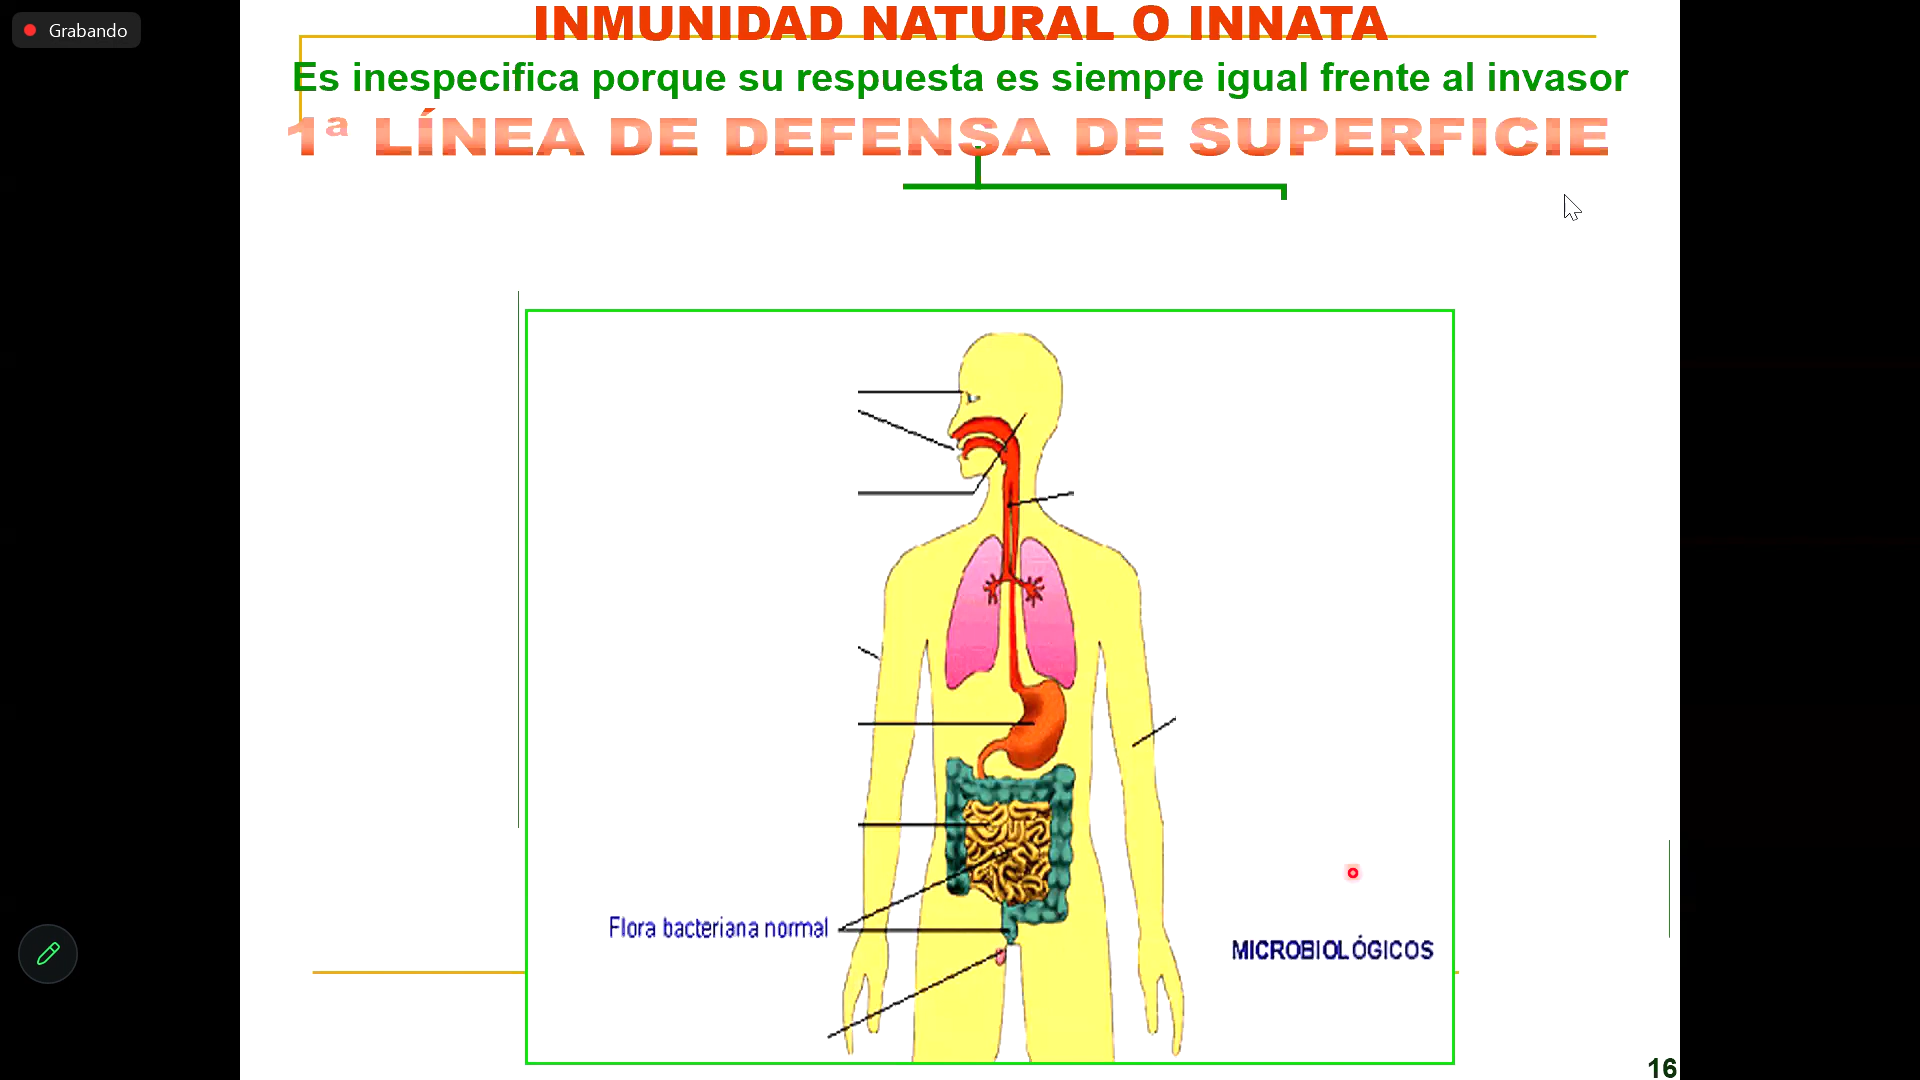 Grabando
INMUNIDAD NATURAL O INNATA
Es inespecifica porque su respuesta es siempre igual frente al invasor
1ª LÍNEA DE DEFENSA DE SUPERFICIE
Flora bacteriana normal
MICROBIOLÓGICOS
16